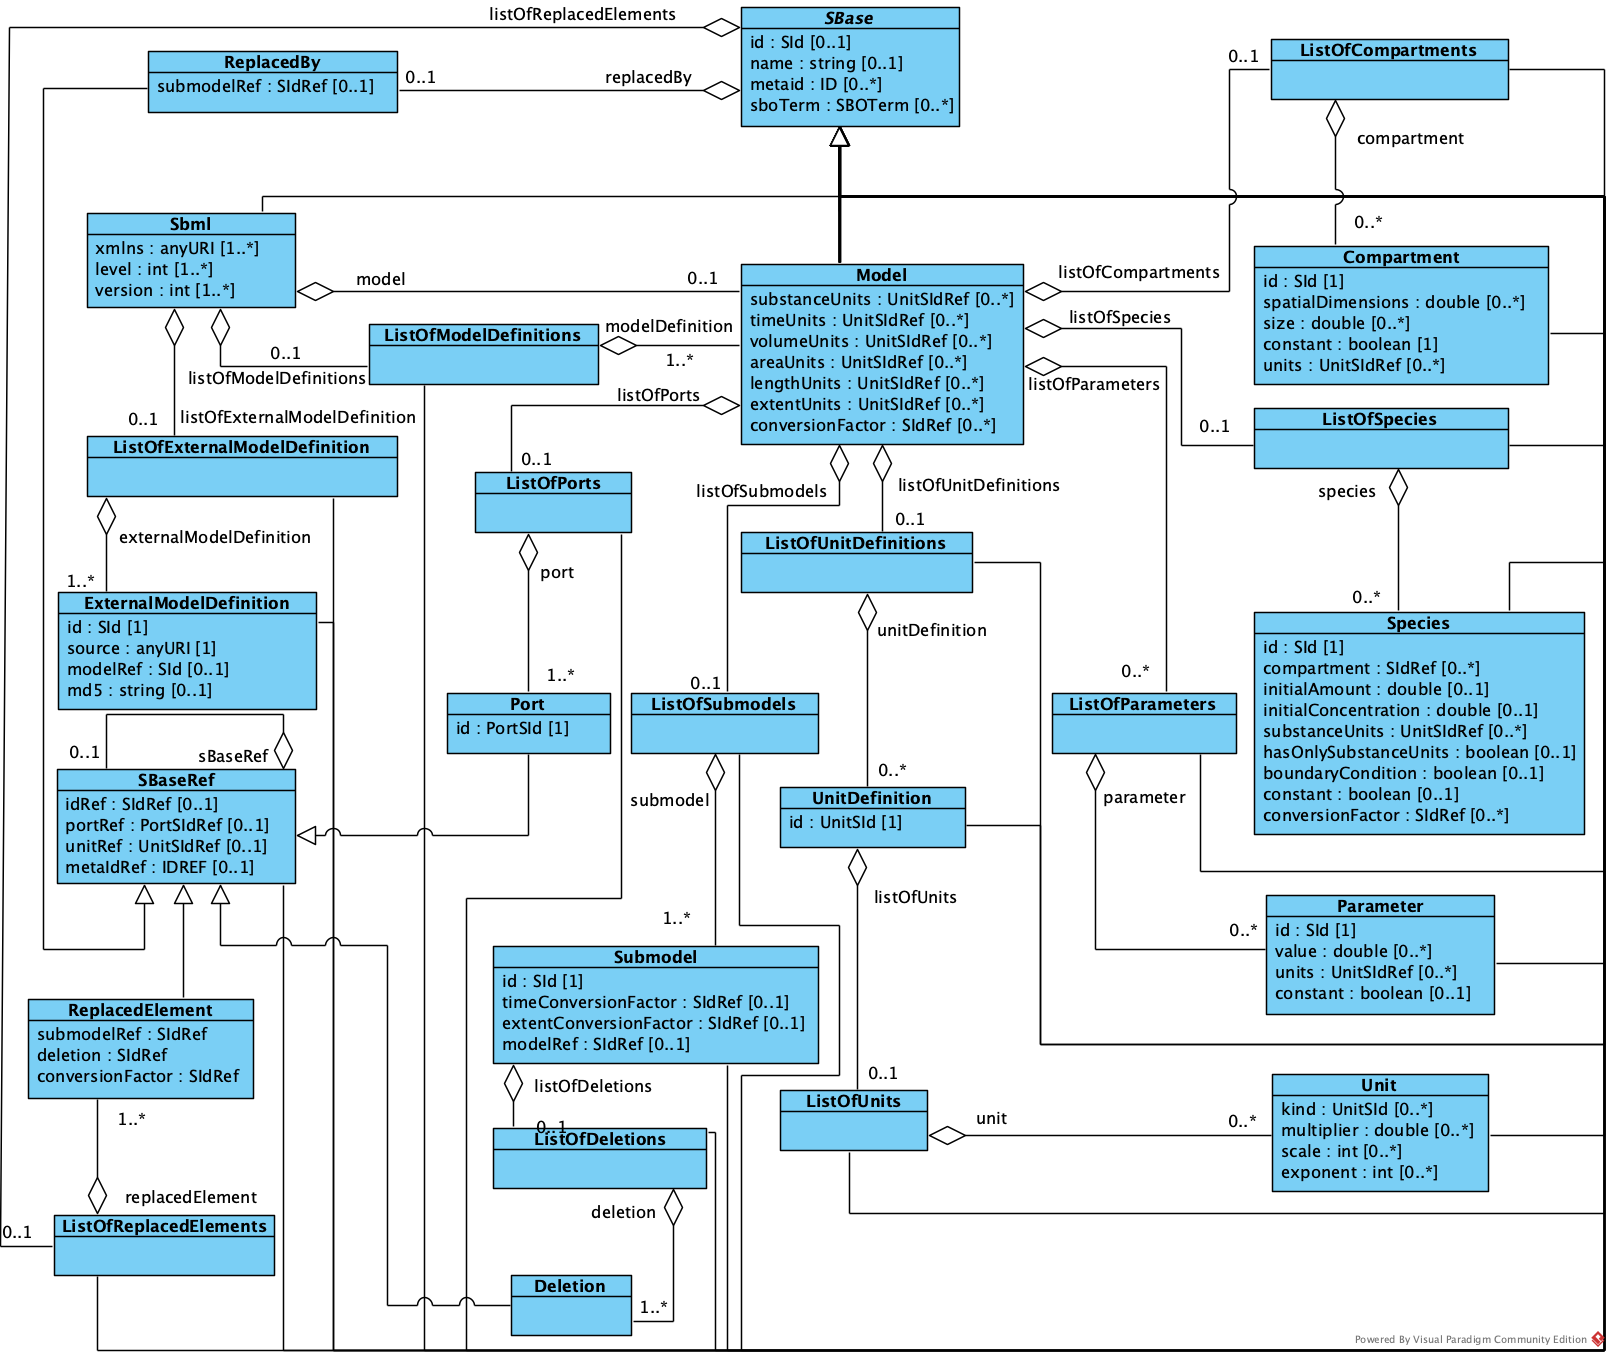 listOfReplacedElements
SBase
id : SId [0..1]
name : string [0..1]
metaid : ID [0..*]
sboTerm : SBOTerm [0..*]
ReplacedBy
submodelRef : SIdRef [0..1]
0..1
replacedBy
ListOfCompartments
0..1
compartment
0..*
Sbml
xmlns : anyURI [1..*]
level : int [1..*]
version : int [1..*]
model
0..1
Model
substanceUnits : UnitSIdRef [0..*]
timeUnits : UnitSIdRef [0..*]
volumeUnits : UnitSIdRef [0..*]
areaUnits : UnitSIdRef [0..*]
lengthUnits : UnitSIdRef [0..*]
extentUnits : UnitSIdRef [0..*]
conversionFactor : SIdRef [0..*]
listOfCompartments
listOfSpecies
listOfParameters
Compartment
id : SId [1]
spatialDimensions : double [0..*]
size : double [0..*]
constant : boolean [1]
units : UnitSIdRef [0..*]
ListOfModelDefinitions
modelDefinition
1..*
0..1
listOfModelDefinitions
listOfPorts
0..1
listOfExternalModelDefinition
ListOfExternalModelDefinition
0..1
ListOfSpecies
species
0..*
0..1
ListOfPorts
port
1..*
listOfSubmodels
listOfUnitDefinitions
0..1
ListOfUnitDefinitions
unitDefinition
0..*
externalModelDefinition
1..*
ExternalModelDefinition
id : SId [1]
source : anyURI [1]
modelRef : SId [0..1]
md5 : string [0..1]
Species
id : SId [1]
compartment : SIdRef [0..*]
initialAmount : double [0..1]
initialConcentration : double [0..1]
substanceUnits : UnitSIdRef [0..*]
hasOnlySubstanceUnits : boolean [0..1]
boundaryCondition : boolean [0..1]
constant : boolean [0..1]
conversionFactor : SIdRef [0..*]
Port
id : PortSId [1]
0..1
ListOfSubmodels
submodel
1..*
0..*
ListOfParameters
parameter
0..*
0..1
sBaseRef
SBaseRef
idRef : SIdRef [0..1]
portRef : PortSIdRef [0..1]
unitRef : UnitSIdRef [0..1]
metaIdRef : IDREF [0..1]
UnitDefinition
id : UnitSId [1]
listOfUnits
0..1
Parameter
id : SId [1]
value : double [0..*]
units : UnitSIdRef [0..*]
constant : boolean [0..1]
Submodel
id : SId [1]
timeConversionFactor : SIdRef [0..1]
extentConversionFactor : SIdRef [0..1]
modelRef : SIdRef [0..1]
ReplacedElement
submodelRef : SIdRef
deletion : SIdRef
conversionFactor : SIdRef
1..*
replacedElement
listOfDeletions
0..1
ListOfDeletions
deletion
1..*
ListOfUnits
unit
0..*
Unit
kind : UnitSId [0..*]
multiplier : double [0..*]
scale : int [0..*]
exponent : int [0..*]
0..1
ListOfReplacedElements
Deletion
Powered By Visual Paradigm Community Edition